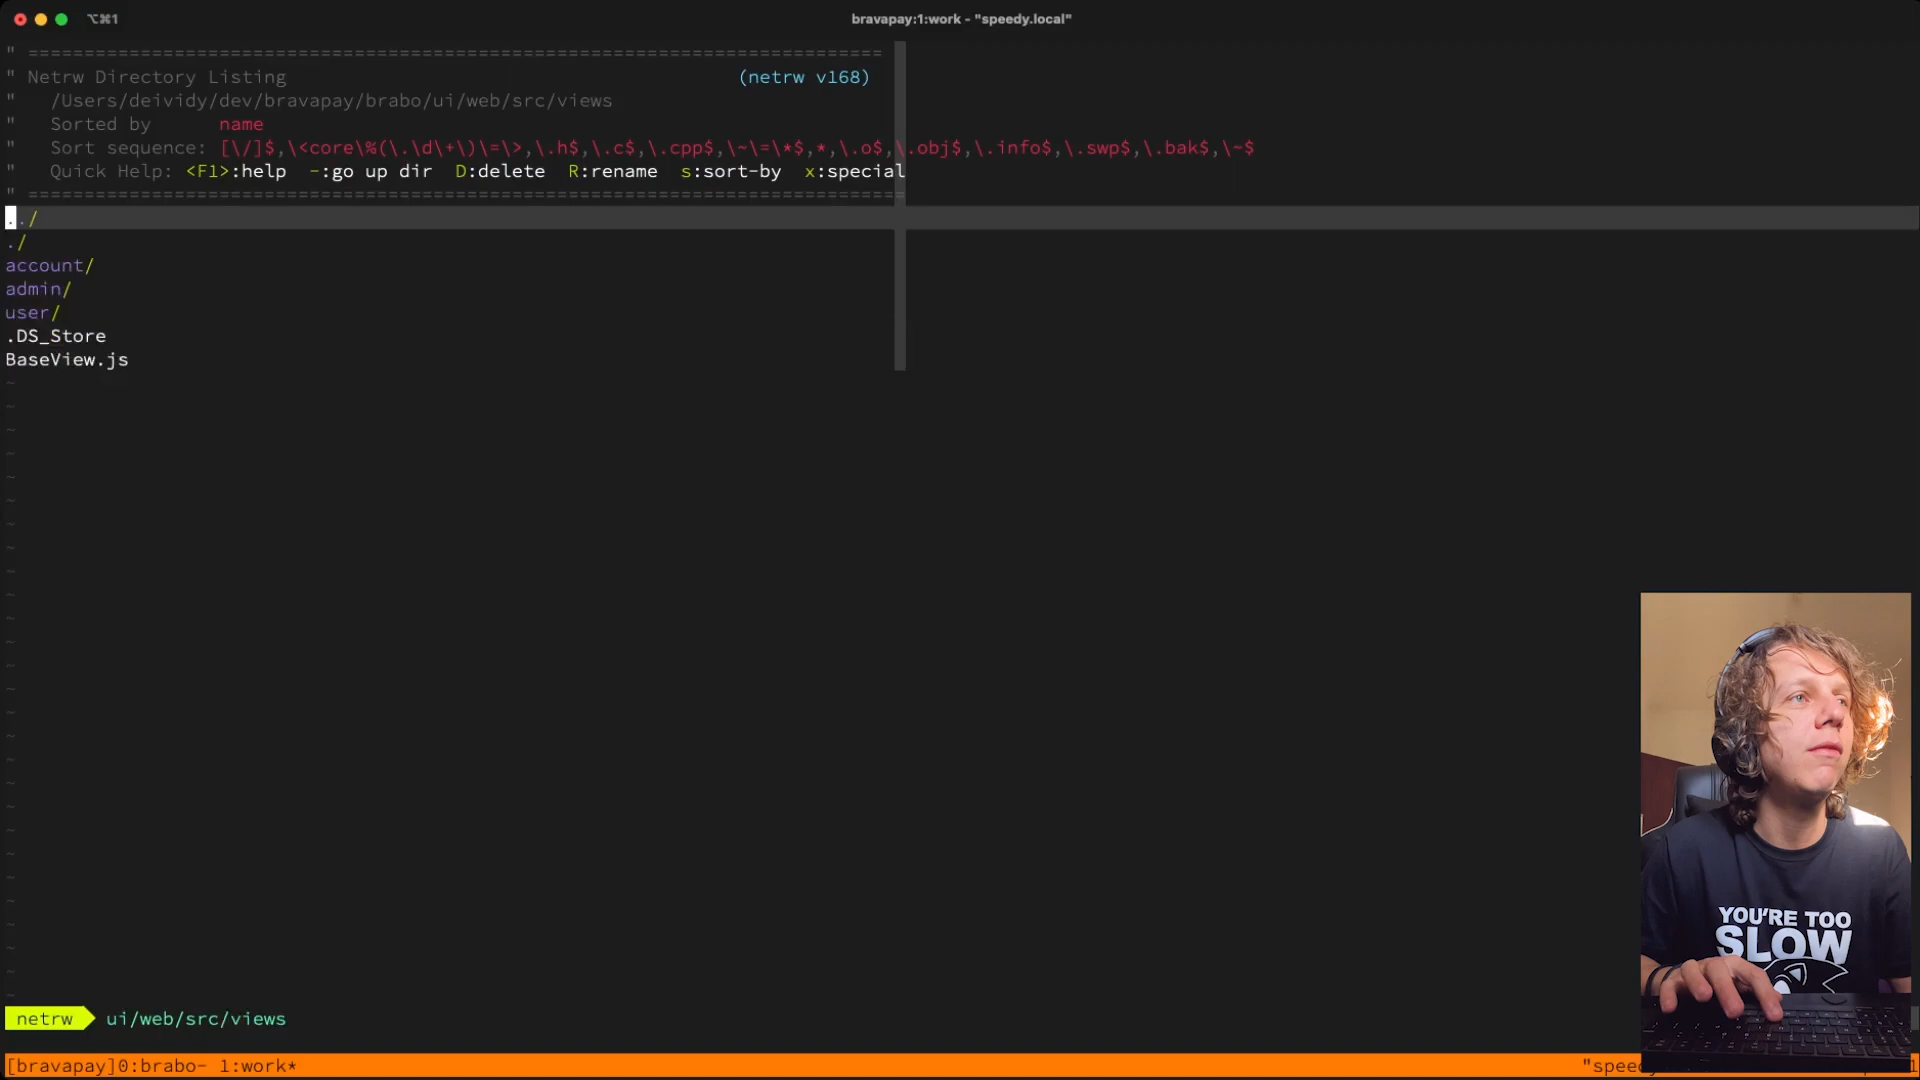 ⌥⌘1
bravapay:1:work - "speedy.local"
" ============================================================================
" Netrw Directory Listing (netrw v168)
" /Users/deividy/dev/bravapay/brabo/ui/web/src/views
" Sorted by name
" Sort sequence: [\/]$,\<core\%(\.\d\+\)\=\>,\.h$,\.c$,\.cpp$,\~\=\*$,*,\.o$,\.obj$,\.info$,\.swp$,\.bak$,\~$
" Quick Help: <F1>:help -:go up dir D:delete R:rename s:sort-by x:special
" ==============================================================================
../
./
account/
admin/
user/
.DS_Store
BaseView.js
YOU'RE TOO
SLOW
netrw ui/web/src/views
[bravapay]0:brabo- 1:work* "speedy